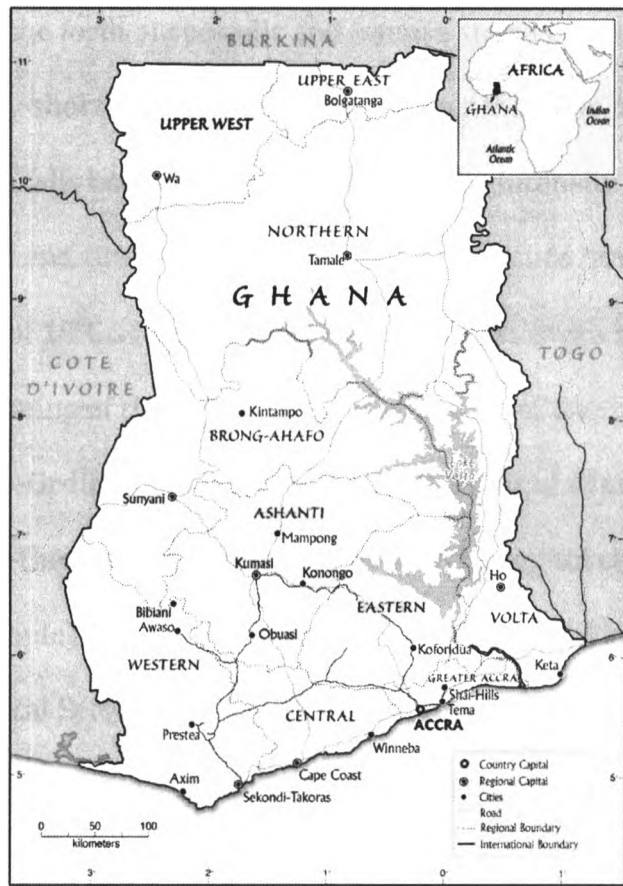 BURKINA
AFRICA
GHANA
Indian
Ocean
Atlantic
Ocean
UPPER EAST
Bolgatanga
UPPER WEST
Wa
NORTHERN
Tamale
GHANA
COTE
D'IVOIRE
TOGO
Kintampo
BRONG-AHAFO
Lake
Volta
Sunyani
ASHANTI
Mampong
Kumasi
Konongo
Ho
EASTERN
VOLTA
Bibiani
Awaso
Obuasi
Koforidua
WESTERN
Keta
GREATER ACCRA
Shai-Hills
Tema
CENTRAL
ACCRA
Prestea
Winneba
Cape Coast
Axim
Sekondi-Takoras
Country Capital
Regional Capital
Cities
Road
Regional Boundary
International Boundary
0 50 100
kilometers
11°
10°
9°
8°
7°
6°
5°
3° 2° 1° 0° 1°